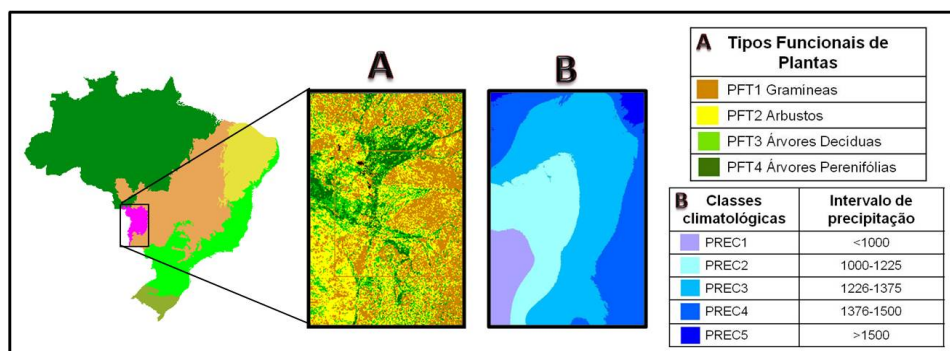 A
B
A Tipos Funcionais de
Plantas
PFT1 Gramineas
PFT2 Arbustos
PFT3 Árvores Decíduas
PFT4 Árvores Perenifólias
B Classes climatológicas Intervalo de precipitação
PREC1 <1000
PREC2 1000-1225
PREC3 1226-1375
PREC4 1376-1500
PREC5 >1500